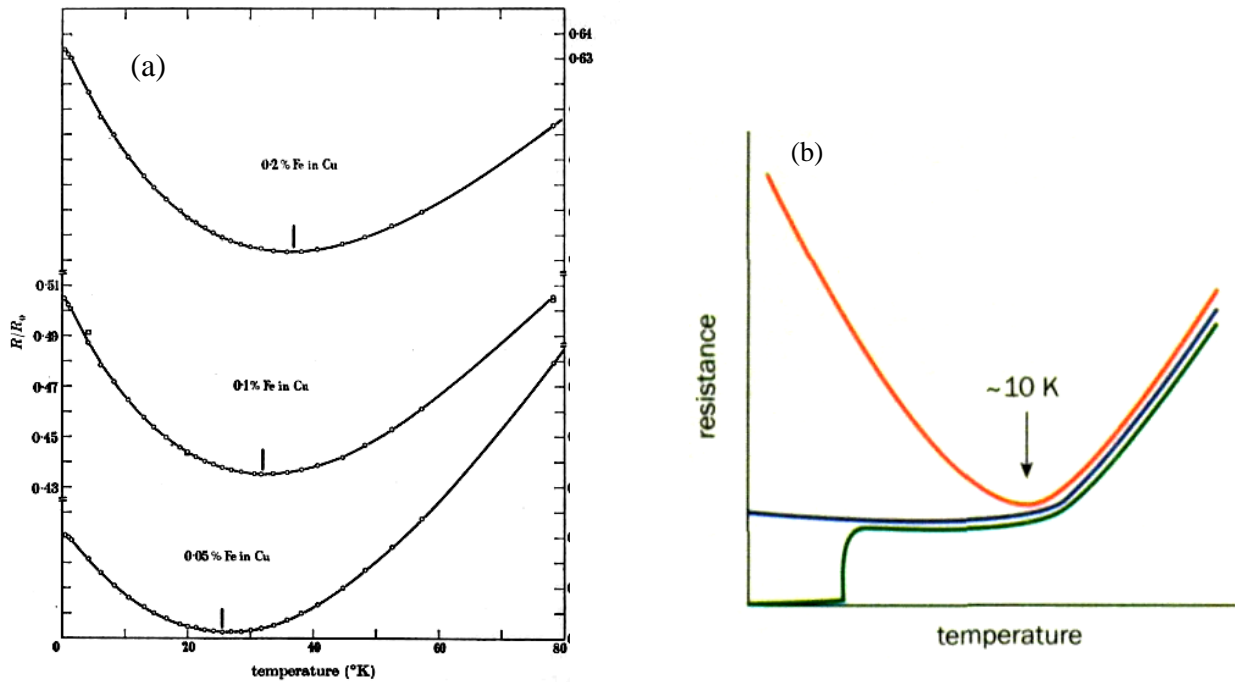 (a)
0·64
0·63
0·2% Fe in Cu
0·51
0·49
0·47
0·45
0·43
R/R₀
0·1% Fe in Cu
0·05% Fe in Cu
0 20 40 60 80
temperature (°K)
(b)
resistance
~10 K
temperature